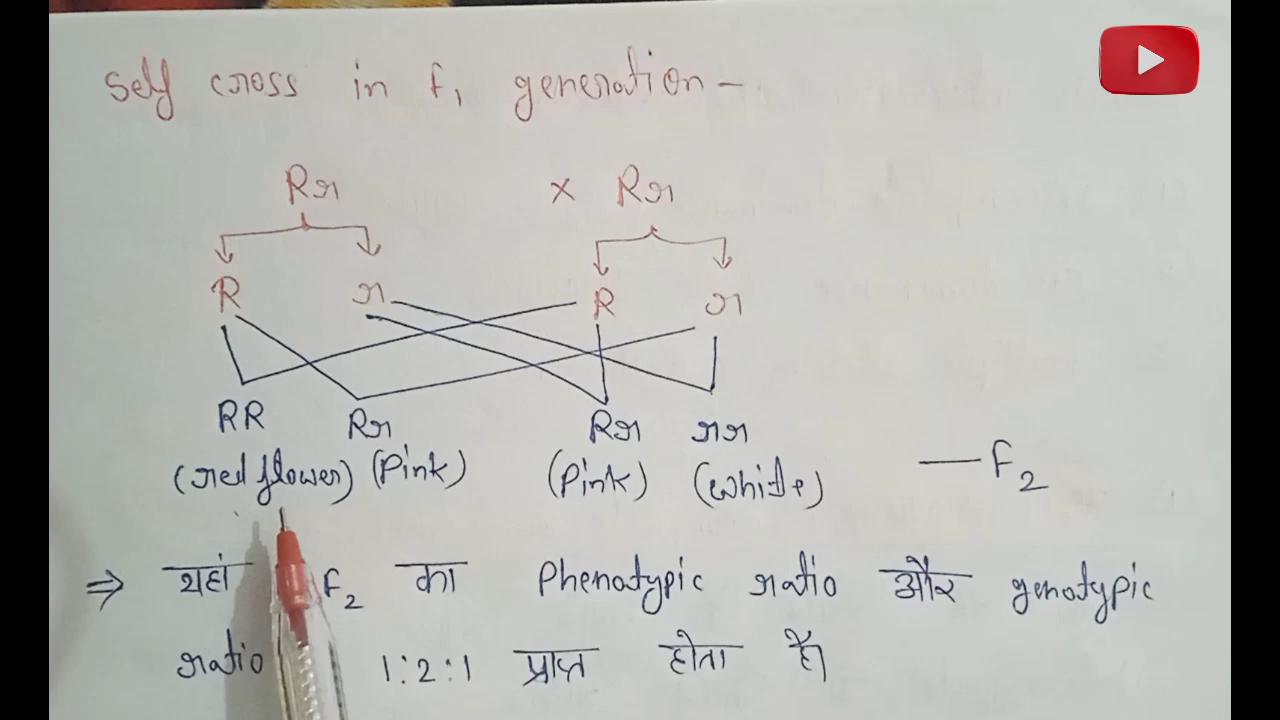 Self cross in F₁ generation –
Rr × Rr
R r R r
RR Rr Rr rr
(red flower) (Pink) (Pink) (white) — F₂
⇒ यहां F₂ का Phenatypic ratio और genotypic
ratio 1:2:1 प्राप्त होता है।